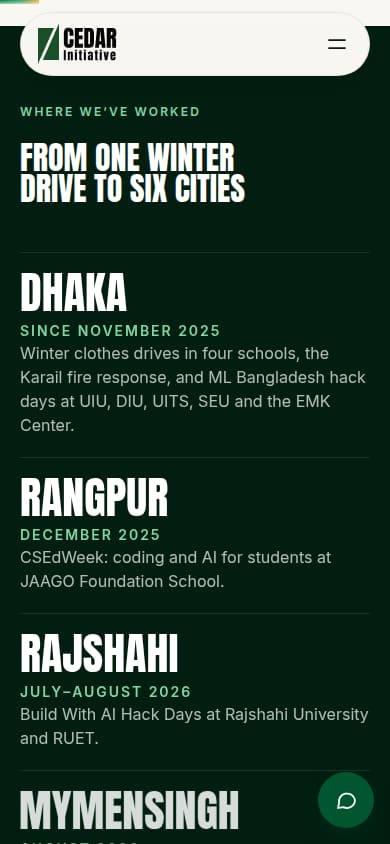 CEDAR
Initiative
WHERE WE'VE WORKED
FROM ONE WINTER
DRIVE TO SIX CITIES
DHAKA
SINCE NOVEMBER 2025
Winter clothes drives in four schools, the
Karail fire response, and ML Bangladesh hack
days at UIU, DIU, UITS, SEU and the EMK
Center.
RANGPUR
DECEMBER 2025
CSEdWeek: coding and AI for students at
JAAGO Foundation School.
RAJSHAHI
JULY–AUGUST 2026
Build With AI Hack Days at Rajshahi University
and RUET.
MYMENSINGH